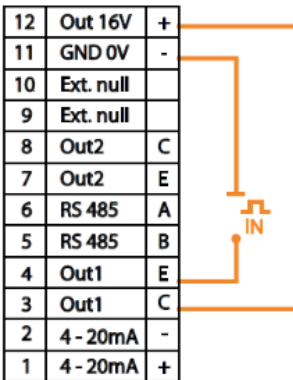 12 Out 16V +
11 GND 0V -
10 Ext. null
9 Ext. null
8 Out2 C
7 Out2 E
6 RS 485 A
IN
5 RS 485 B
4 Out1 E
3 Out1 C
2 4 - 20mA -
1 4 - 20mA +